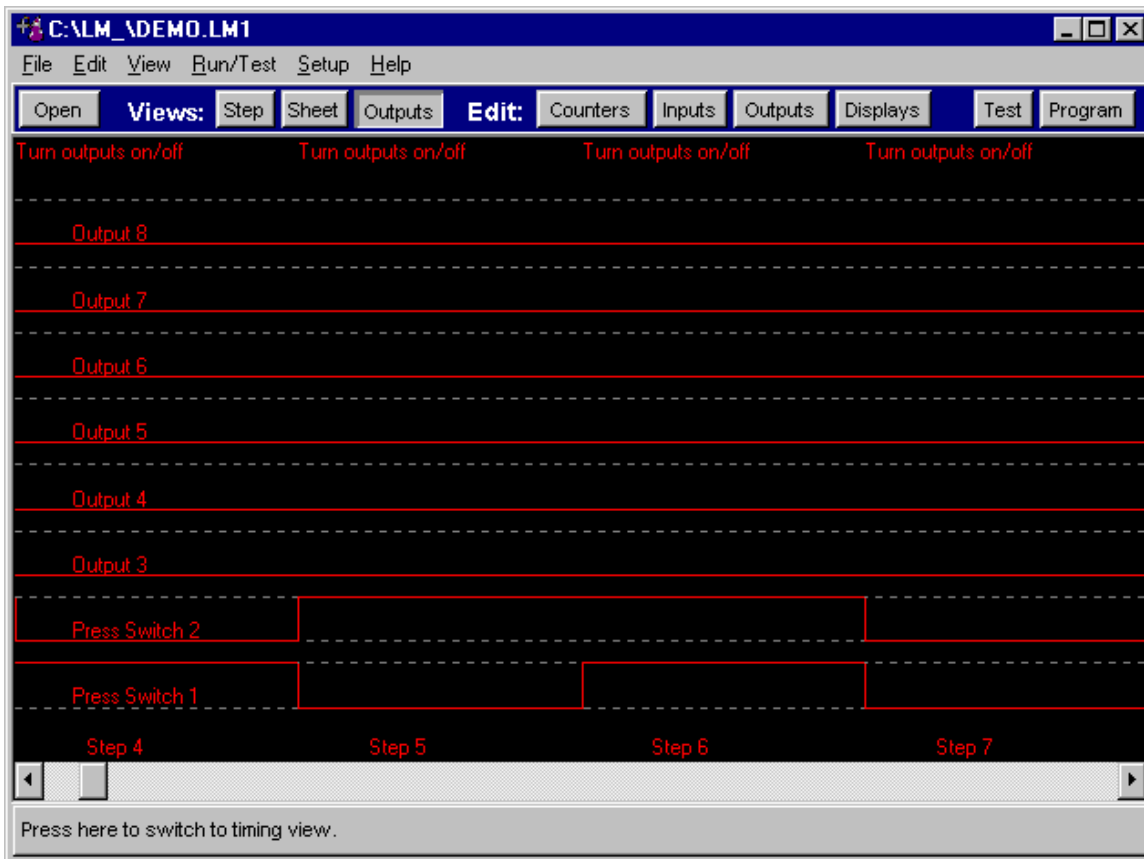 C:\LM_\DEMO.LM1
File Edit View Run/Test Setup Help
Open Views: Step Sheet Outputs Edit: Counters Inputs Outputs Displays Test Program
Turn outputs on/off Turn outputs on/off Turn outputs on/off Turn outputs on/off
Output 8
Output 7
Output 6
Output 5
Output 4
Output 3
Press Switch 2
Press Switch 1
Step 4 Step 5 Step 6 Step 7
Press here to switch to timing view.